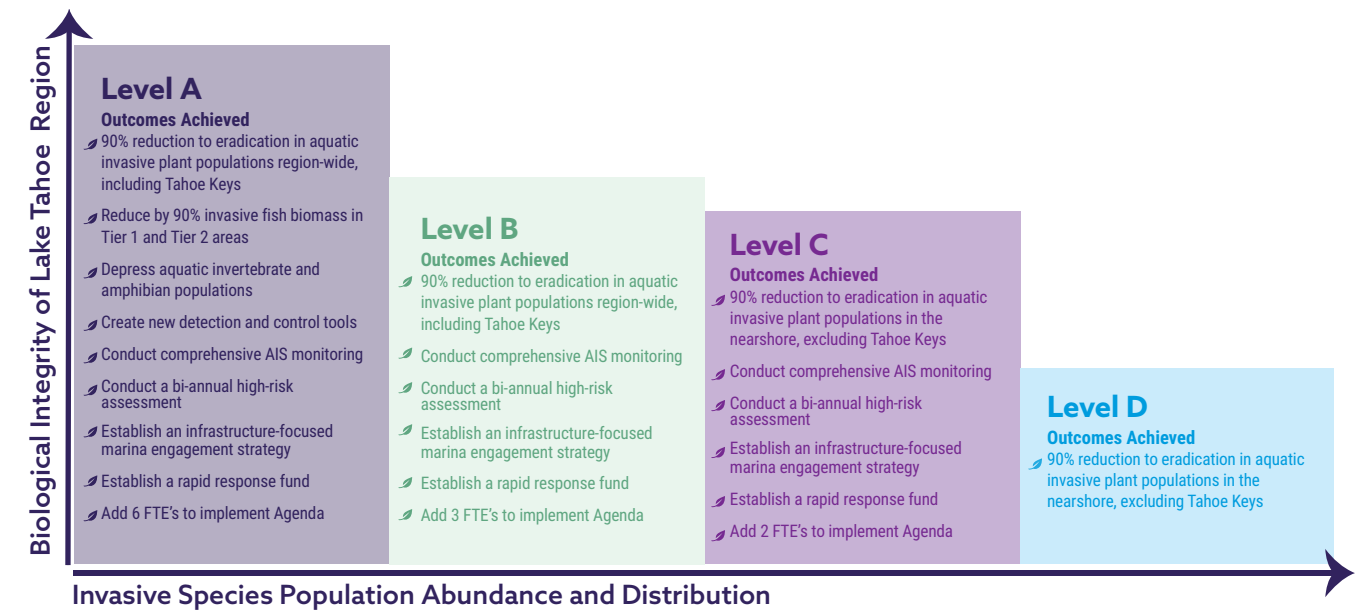 Biological Integrity of Lake Tahoe Region
Level A
Outcomes Achieved
90% reduction to eradication in aquatic
invasive plant populations region-wide,
including Tahoe Keys
Reduce by 90% invasive fish biomass in
Tier 1 and Tier 2 areas
Depress aquatic invertebrate and
amphibian populations
Create new detection and control tools
Conduct comprehensive AIS monitoring
Conduct a bi-annual high-risk
assessment
Establish an infrastructure-focused
marina engagement strategy
Establish a rapid response fund
Add 6 FTE's to implement Agenda
Level B
Outcomes Achieved
90% reduction to eradication in aquatic
invasive plant populations region-wide,
including Tahoe Keys
Conduct comprehensive AIS monitoring
Conduct a bi-annual high-risk
assessment
Establish an infrastructure-focused
marina engagement strategy
Establish a rapid response fund
Add 3 FTE's to implement Agenda
Level C
Outcomes Achieved
90% reduction to eradication in aquatic
invasive plant populations in the
nearshore, excluding Tahoe Keys
Conduct comprehensive AIS monitoring
Conduct a bi-annual high-risk
assessment
Establish an infrastructure-focused
marina engagement strategy
Establish a rapid response fund
Add 2 FTE's to implement Agenda
Level D
Outcomes Achieved
90% reduction to eradication in aquatic
invasive plant populations in the
nearshore, excluding Tahoe Keys
Invasive Species Population Abundance and Distribution